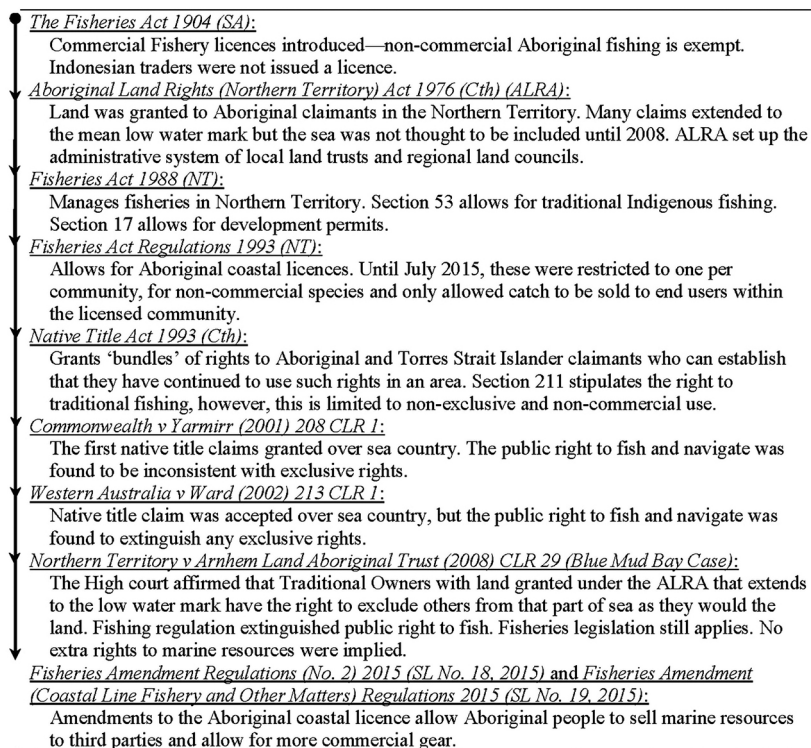 The Fisheries Act 1904 (SA):
Commercial Fishery licences introduced—non-commercial Aboriginal fishing is exempt.
Indonesian traders were not issued a licence.
Aboriginal Land Rights (Northern Territory) Act 1976 (Cth) (ALRA):
Land was granted to Aboriginal claimants in the Northern Territory. Many claims extended to
the mean low water mark but the sea was not thought to be included until 2008. ALRA set up the
administrative system of local land trusts and regional land councils.
Fisheries Act 1988 (NT):
Manages fisheries in Northern Territory. Section 53 allows for traditional Indigenous fishing.
Section 17 allows for development permits.
Fisheries Act Regulations 1993 (NT):
Allows for Aboriginal coastal licences. Until July 2015, these were restricted to one per
community, for non-commercial species and only allowed catch to be sold to end users within
the licensed community.
Native Title Act 1993 (Cth):
Grants ‘bundles’ of rights to Aboriginal and Torres Strait Islander claimants who can establish
that they have continued to use such rights in an area. Section 211 stipulates the right to
traditional fishing, however, this is limited to non-exclusive and non-commercial use.
Commonwealth v Yarmirr (2001) 208 CLR 1:
The first native title claims granted over sea country. The public right to fish and navigate was
found to be inconsistent with exclusive rights.
Western Australia v Ward (2002) 213 CLR 1:
Native title claim was accepted over sea country, but the public right to fish and navigate was
found to extinguish any exclusive rights.
Northern Territory v Arnhem Land Aboriginal Trust (2008) CLR 29 (Blue Mud Bay Case):
The High court affirmed that Traditional Owners with land granted under the ALRA that extends
to the low water mark have the right to exclude others from that part of sea as they would the
land. Fishing regulation extinguished public right to fish. Fisheries legislation still applies. No
extra rights to marine resources were implied.
Fisheries Amendment Regulations (No. 2) 2015 (SL No. 18, 2015) and Fisheries Amendment
(Coastal Line Fishery and Other Matters) Regulations 2015 (SL No. 19, 2015):
Amendments to the Aboriginal coastal licence allow Aboriginal people to sell marine resources
to third parties and allow for more commercial gear.